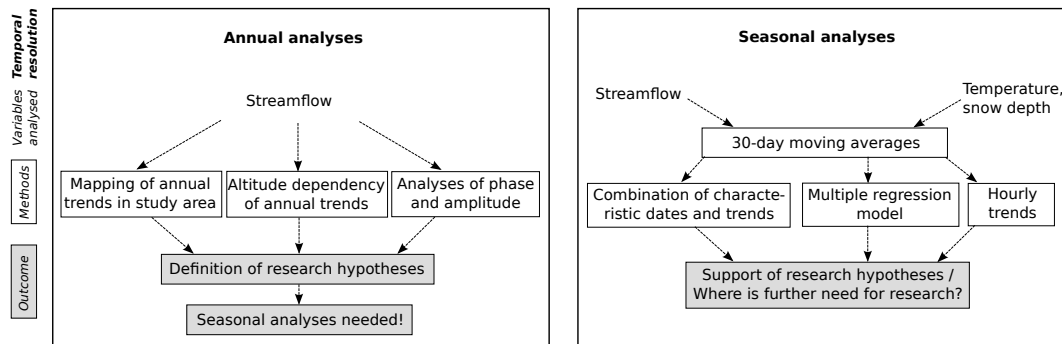 Temporal
resolution
Variables
analysed
Methods
Outcome
Annual analyses
Streamflow
Mapping of annual
trends in study area
Altitude dependency
of annual trends
Analyses of phase
and amplitude
Definition of research hypotheses
Seasonal analyses needed!
Seasonal analyses
Streamflow
Temperature,
snow depth
30-day moving averages
Combination of characte-
ristic dates and trends
Multiple regression
model
Hourly
trends
Support of research hypotheses /
Where is further need for research?